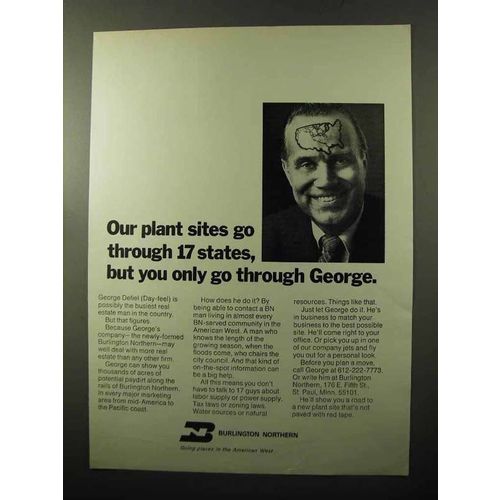 Our plant sites go
through 17 states,
but you only go through George.
George Defiel (Day-feel) is
possibly the busiest real
estate man in the country.
But that figures.
Because George's
company—the newly-formed
Burlington Northern—may
well deal with more real
estate than any other firm.
George can show you
thousands of acres of
potential paydirt along the
rails of Burlington Northern,
in every major marketing
area from mid-America to
the Pacific coast.
How does he do it? By
being able to contact a BN
man living in almost every
BN-served community in the
American West. A man who
knows the length of the
growing season, when the
floods come, who chairs the
city council. And that kind of
on-the-spot information can
be a big help.
All this means you don't
have to talk to 17 guys about
labor supply or power supply.
Tax laws or zoning laws.
Water sources or natural
resources. Things like that.
Just let George do it. He's
in business to match your
business to the best possible
site. He'll come right to your
office. Or pick you up in one
of our company jets and fly
you out for a personal look.
Before you plan a move,
call George at 612-222-7773.
Or write him at Burlington
Northern, 176 E. Fifth St.,
St. Paul, Minn. 55101.
He'll show you a road to
a new plant site that's not
paved with red tape.
BURLINGTON NORTHERN
Going places in the American West